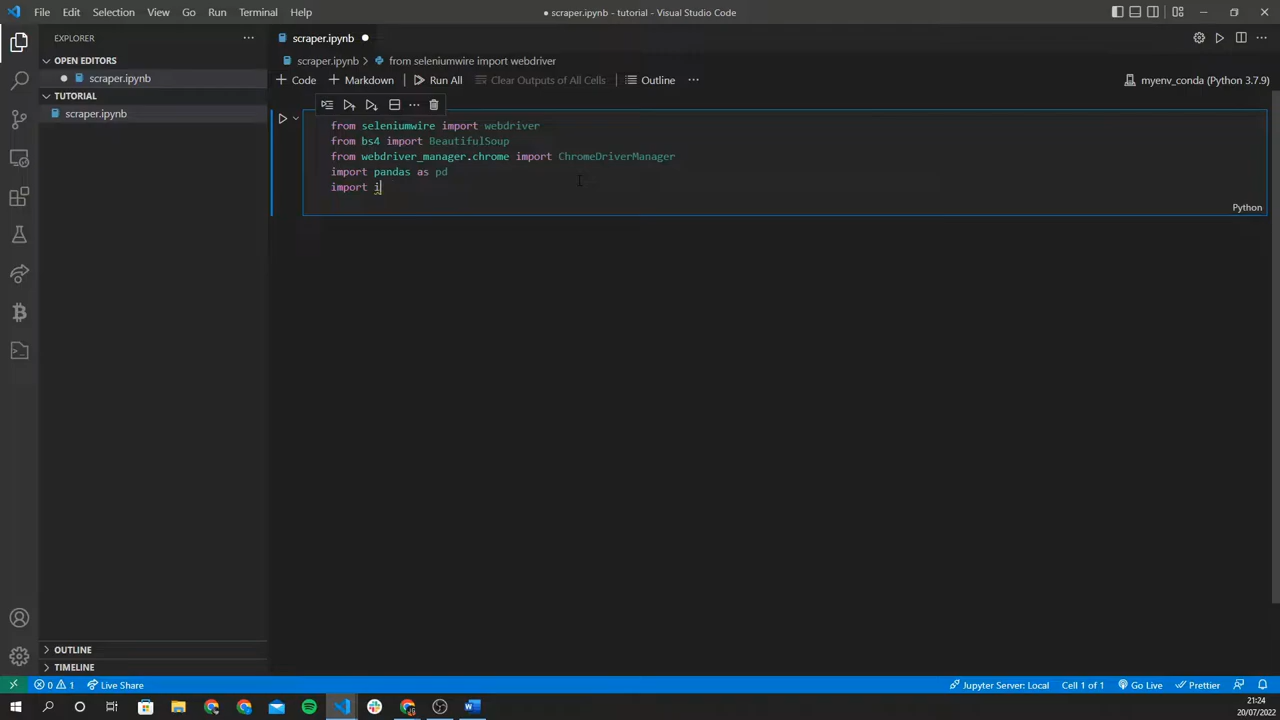 File Edit Selection View Go Run Terminal Help
● scraper.ipynb - tutorial - Visual Studio Code
EXPLORER
OPEN EDITORS
scraper.ipynb
TUTORIAL
scraper.ipynb
OUTLINE
TIMELINE
scraper.ipynb
scraper.ipynb > from seleniumwire import webdriver
+ Code + Markdown Run All Clear Outputs of All Cells Outline ···
myenv_conda (Python 3.7.9)
from seleniumwire import webdriver
from bs4 import BeautifulSoup
from webdriver_manager.chrome import ChromeDriverManager
import pandas as pd
import i
Python
0 1 Live Share
Jupyter Server: Local Cell 1 of 1 Go Live Prettier
21:24
20/07/2022